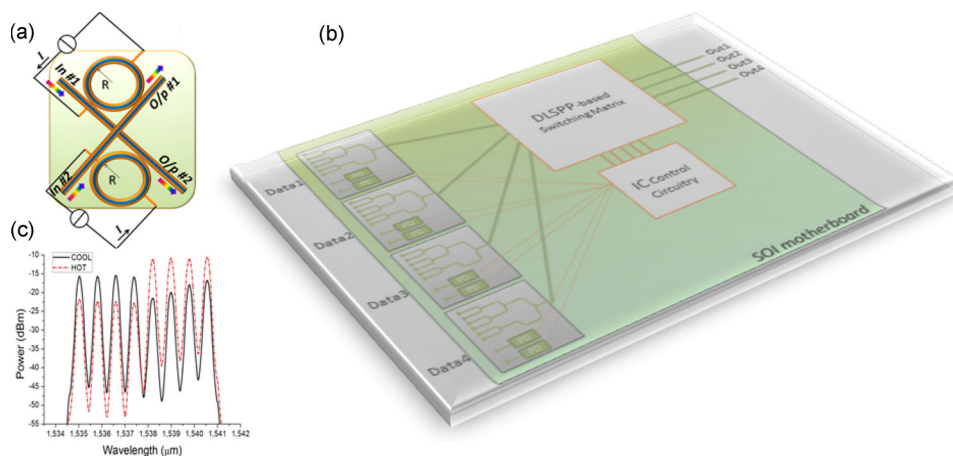 (a)
I
In #1
R
O/p #1
In #2
R
O/p #2
I
(b)
Out1
Out2
Out3
Out4
DLSPP-based
Switching Matrix
IC Control
Circuitry
Data1
Data2
Data3
Data4
SOI motherboard
(c)
COOL
HOT
Power (dBm)
-10
-15
-20
-25
-30
-35
-40
-45
-50
-55
1,534 1,535 1,536 1,537 1,538 1,539 1,540 1,541 1,542
Wavelength (μm)